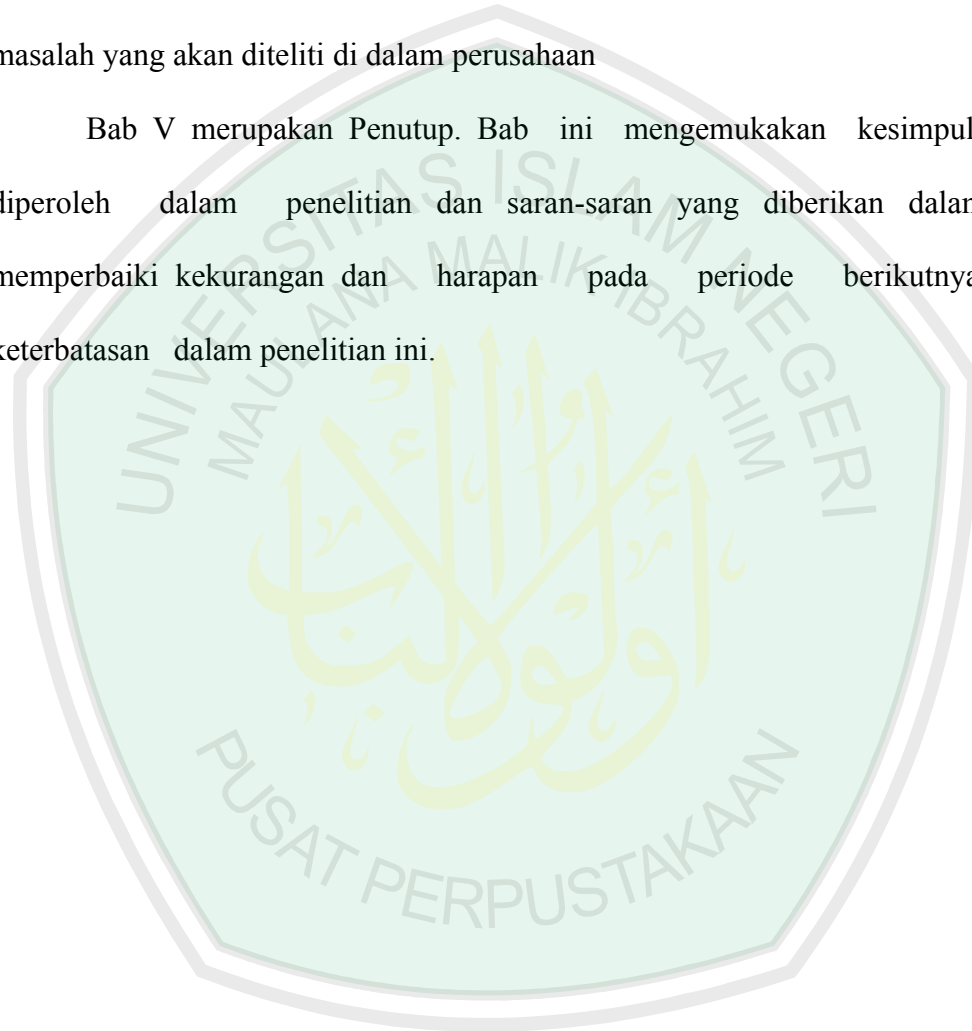 masalah yang akan diteliti di dalam perusahaan
Bab V merupakan Penutup. Bab ini mengemukakan kesimpul
diperoleh dalam penelitian dan saran-saran yang diberikan dalam
memperbaiki kekurangan dan harapan pada periode berikutnya
keterbatasan dalam penelitian ini.
UNIVERSITAS ISLAM NEGERI
MAULANA MALIK IBRAHIM
PUSAT PERPUSTAKAAN